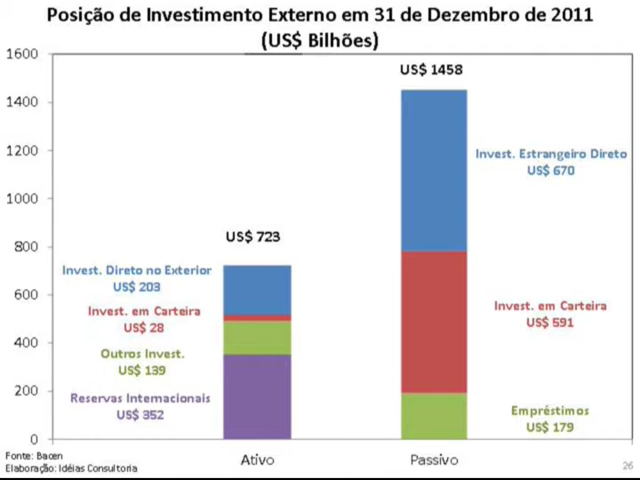 Posição de Investimento Externo em 31 de Dezembro de 2011
(US$ Bilhões)
1600
1400
1200
1000
800
600
400
200
0
US$ 723
Invest. Direto no Exterior
US$ 203
Invest. em Carteira
US$ 28
Outros Invest.
US$ 139
Reservas Internacionais
US$ 352
US$ 1458
Invest. Estrangeiro Direto
US$ 670
Invest. em Carteira
US$ 591
Empréstimos
US$ 179
Ativo
Passivo
Fonte: Bacen
Elaboração: Idéias Consultoria
26